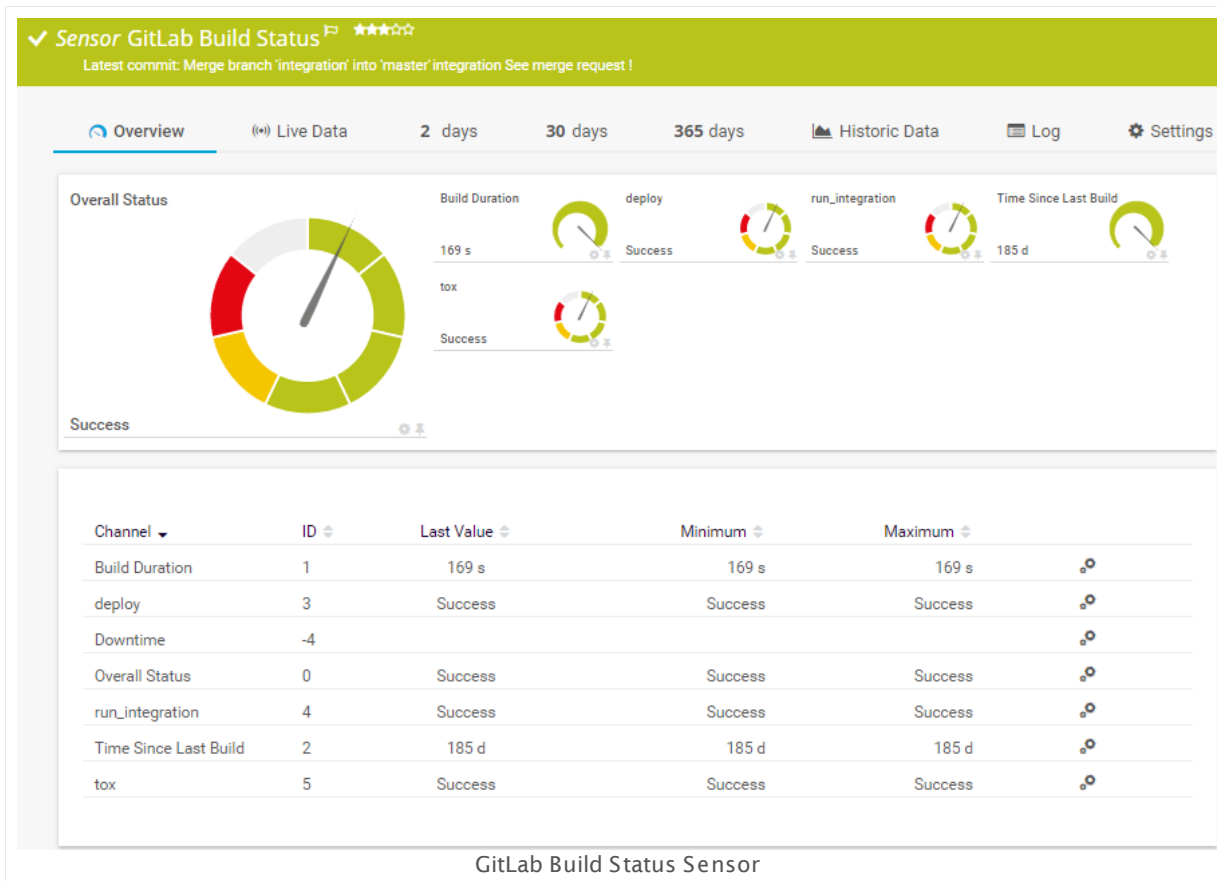 Sensor GitLab Build Status
Latest commit: Merge branch 'integration' into 'master' integration See merge request !
Overview Live Data 2 days 30 days 365 days Historic Data Log Settings
Overall Status
Success
Build Duration
169 s
deploy
Success
run_integration
Success
Time Since Last Build
185 d
tox
Success
Channel ID Last Value Minimum Maximum
Build Duration 1 169 s 169 s 169 s
deploy 3 Success Success Success
Downtime -4
Overall Status 0 Success Success Success
run_integration 4 Success Success Success
Time Since Last Build 2 185 d 185 d 185 d
tox 5 Success Success Success
GitLab Build Status Sensor